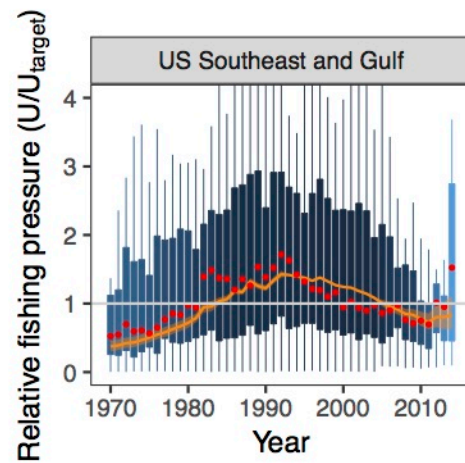 US Southeast and Gulf
Relative fishing pressure (U/Utarget)
4
3
2
1
0
1970 1980 1990 2000 2010
Year